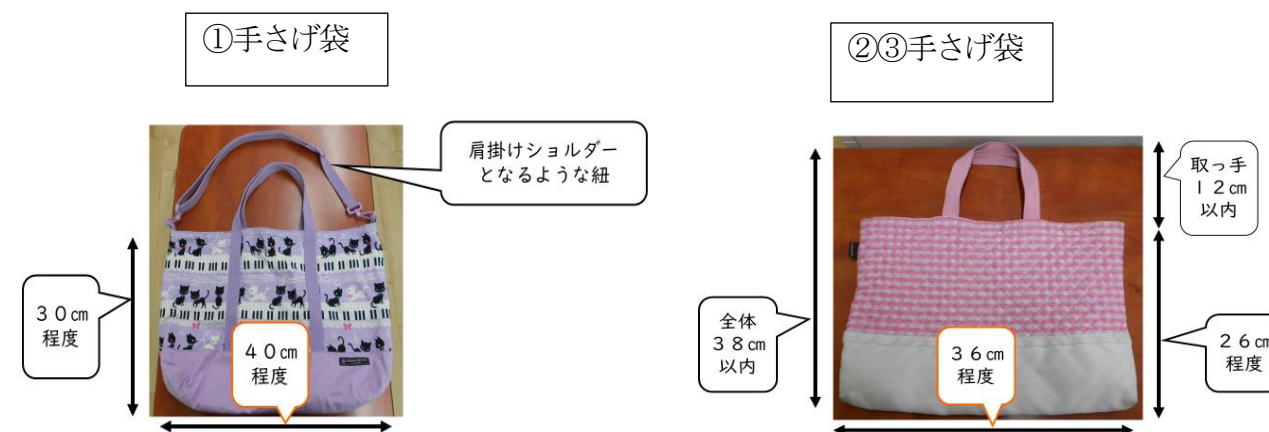 ①手さげ袋
②③手さげ袋
肩掛けショルダー
となるような紐
取っ手
１２㎝
以内
３０㎝
程度
４０㎝
程度
全体
３８㎝
以内
３６㎝
程度
２６㎝
程度